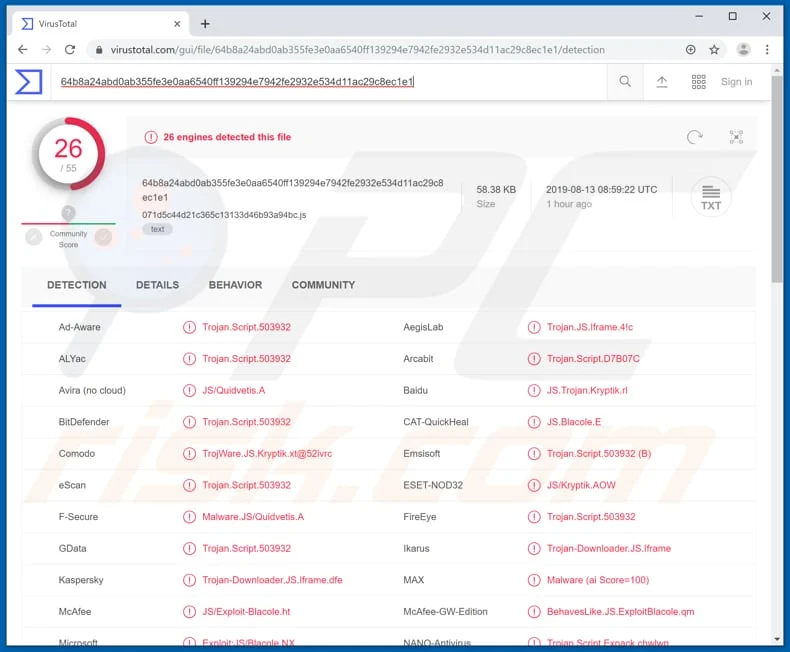 VirusTotal
virustotal.com/gui/file/64b8a24abd0ab355fe3e0aa6540ff139294e7942fe2932e534d11ac29c8ec1e1/detection
64b8a24abd0ab355fe3e0aa6540ff139294e7942fe2932e534d11ac29c8ec1e1
Sign in
26
/ 55
26 engines detected this file
64b8a24abd0ab355fe3e0aa6540ff139294e7942fe2932e534d11ac29c8
ec1e1
071d5c44d21c365c13133d46b93a94bc.js
text
58.38 KB
Size
2019-08-13 08:59:22 UTC
1 hour ago
TXT
?
Community
Score
DETECTION DETAILS BEHAVIOR COMMUNITY
Ad-Aware Trojan.Script.503932 AegisLab Trojan.JS.Iframe.4!c
ALYac Trojan.Script.503932 Arcabit Trojan.Script.D7B07C
Avira (no cloud) JS/Quidvetis.A Baidu JS.Trojan.Kryptik.rl
BitDefender Trojan.Script.503932 CAT-QuickHeal JS.Blacole.E
Comodo TrojWare.JS.Kryptik.xt@52ivrc Emsisoft Trojan.Script.503932 (B)
eScan Trojan.Script.503932 ESET-NOD32 JS/Kryptik.AOW
F-Secure Malware.JS/Quidvetis.A FireEye Trojan.Script.503932
GData Trojan.Script.503932 Ikarus Trojan-Downloader.JS.Iframe
Kaspersky Trojan-Downloader.JS.Iframe.dfe MAX Malware (ai Score=100)
McAfee JS/Exploit-Blacole.ht McAfee-GW-Edition BehavesLike.JS.ExploitBlacole.qm
Microsoft Exploit:JS/Blacole.NX NANO-Antivirus Trojan.Script.Expack.chwlwn
PC
risk.com